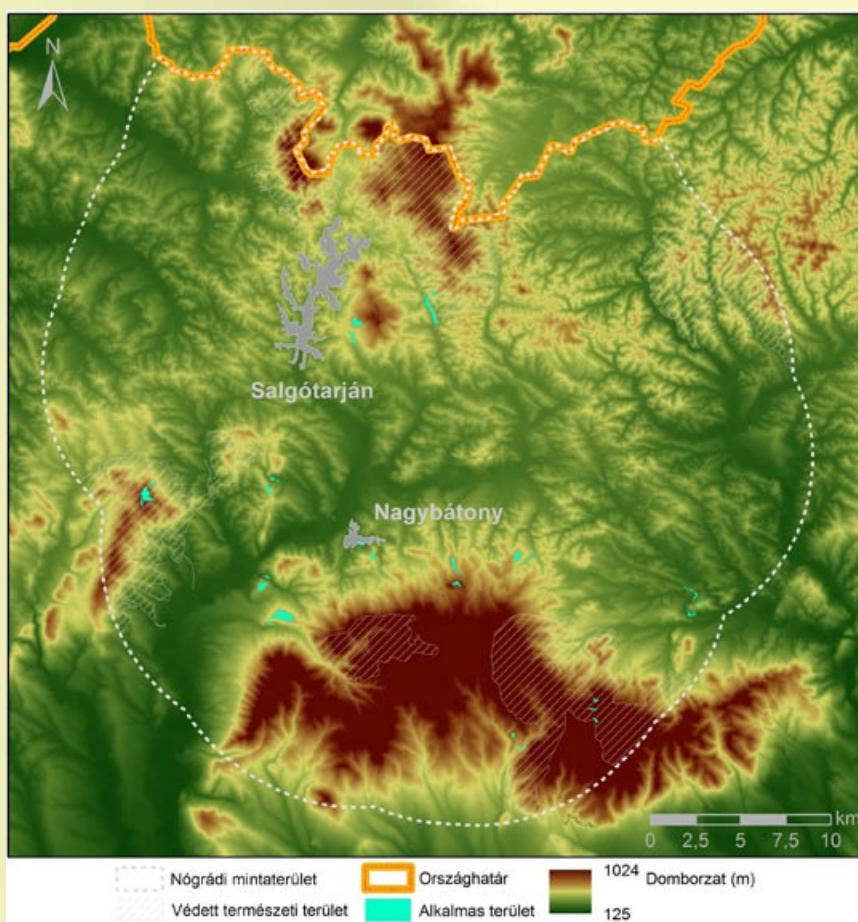 N
Salgótarján
Nagybátony
km
0 2,5 5 7,5 10
Nógrádi mintaterület
Országhatár
1024 Domborzat (m)
Védett természeti terület
Alkalmas terület
125